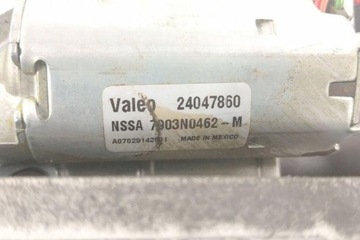 Valeo 24047860
NSSA 7903N0462-M
MADE IN MEXICO